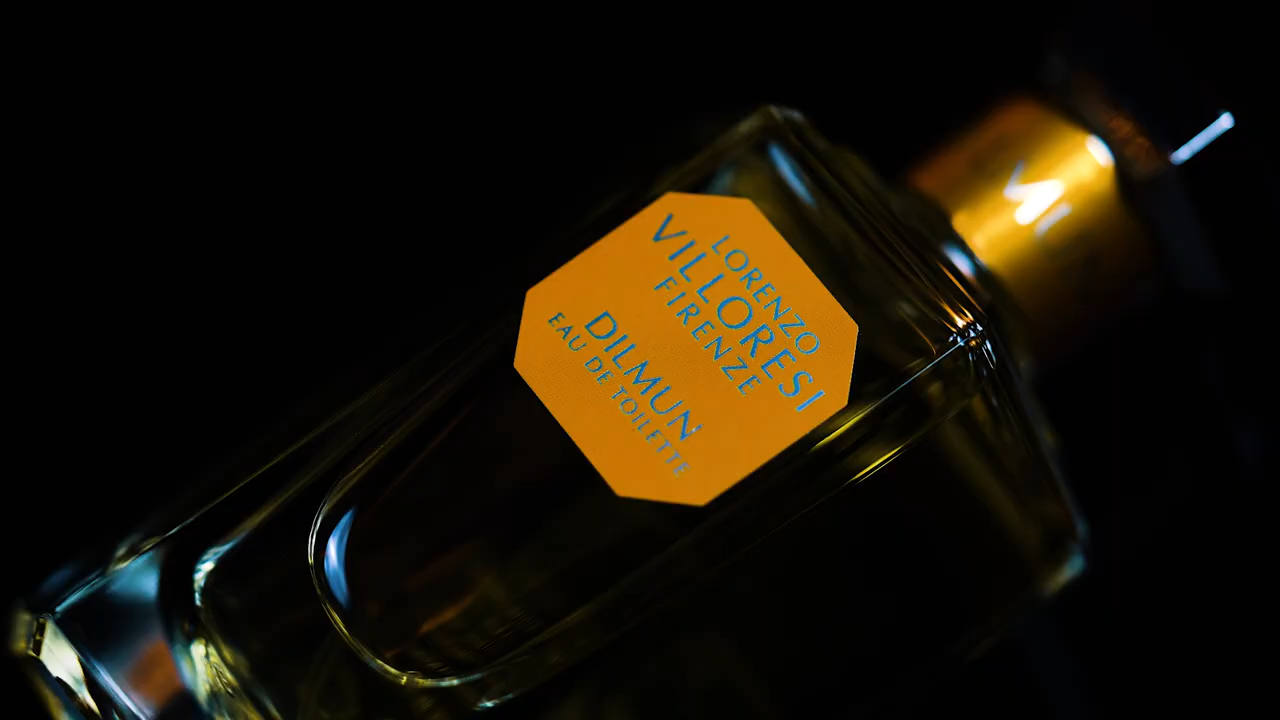 LORENZO
VILLORESI
FIRENZE
DILMUN
EAU DE TOILETTE